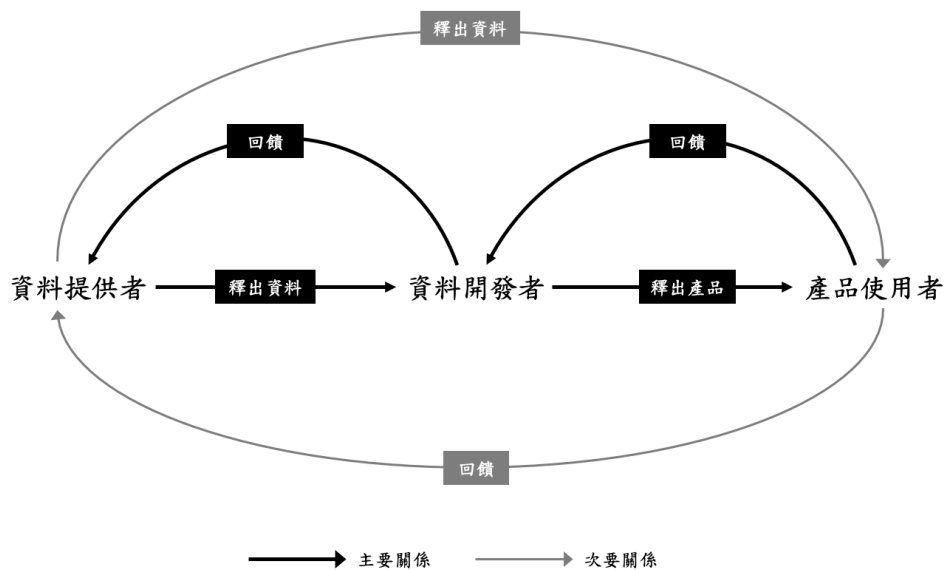 釋出資料
回饋
回饋
資料提供者
釋出資料
資料開發者
釋出產品
產品使用者
回饋
主要關係
次要關係